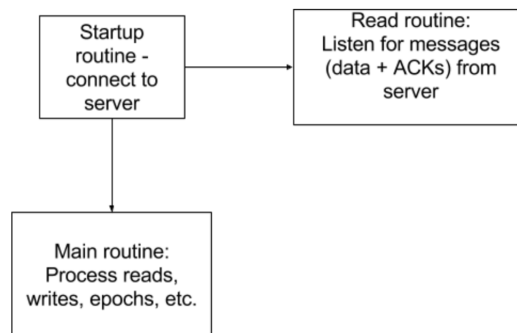 Startup
routine -
connect to
server
Read routine:
Listen for messages
(data + ACKs) from
server
Main routine:
Process reads,
writes, epochs, etc.